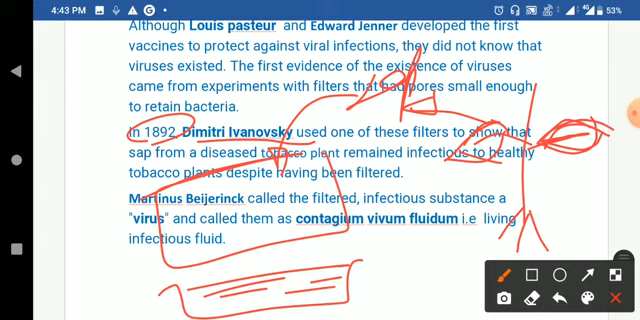 4:43 PM
4G
53%
Although Louis pasteur and Edward Jenner developed the first
vaccines to protect against viral infections, they did not know that
viruses existed. The first evidence of the existence of viruses
came from experiments with filters that had pores small enough
to retain bacteria.
In 1892, Dimitri Ivanovsky used one of these filters to show that
sap from a diseased tobacco plant remained infectious to healthy
tobacco plants despite having been filtered.
Martinus Beijerinck called the filtered, infectious substance a
"virus" and called them as contagium vivum fluidum i.e living
infectious fluid.